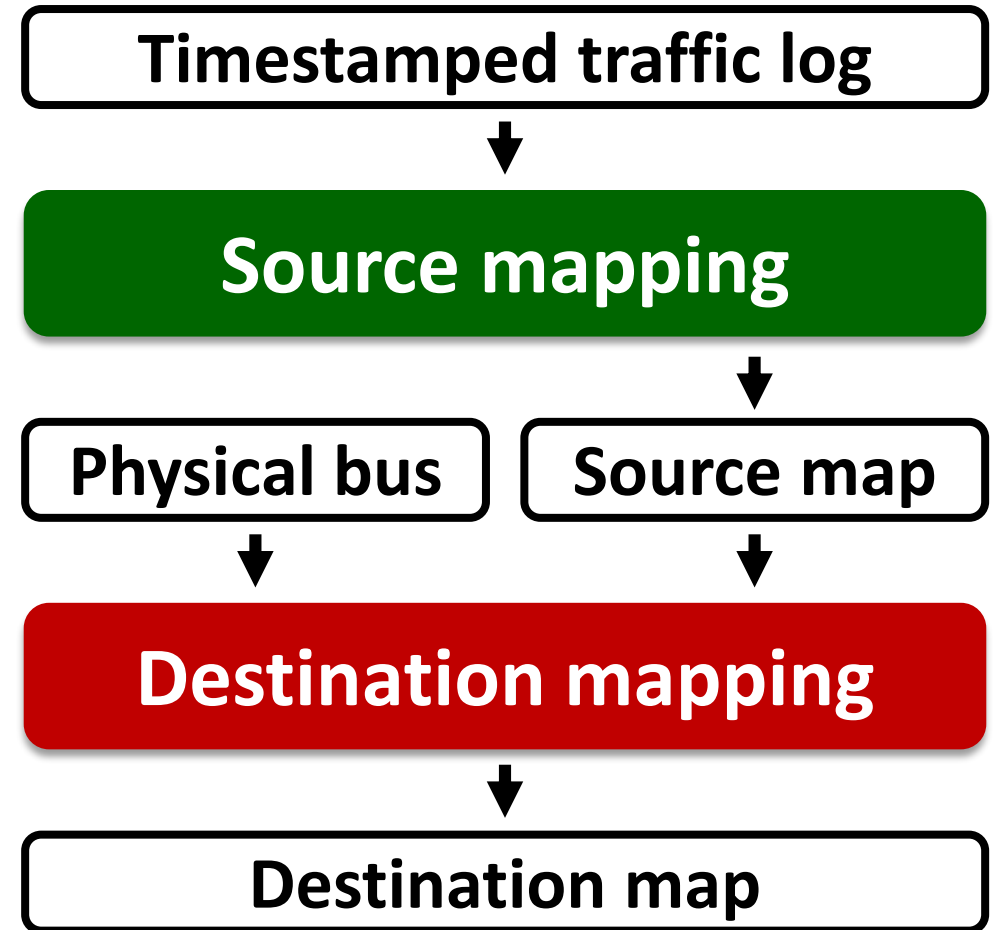 Timestamped traffic log
Source mapping
Physical bus
Source map
Destination mapping
Destination map